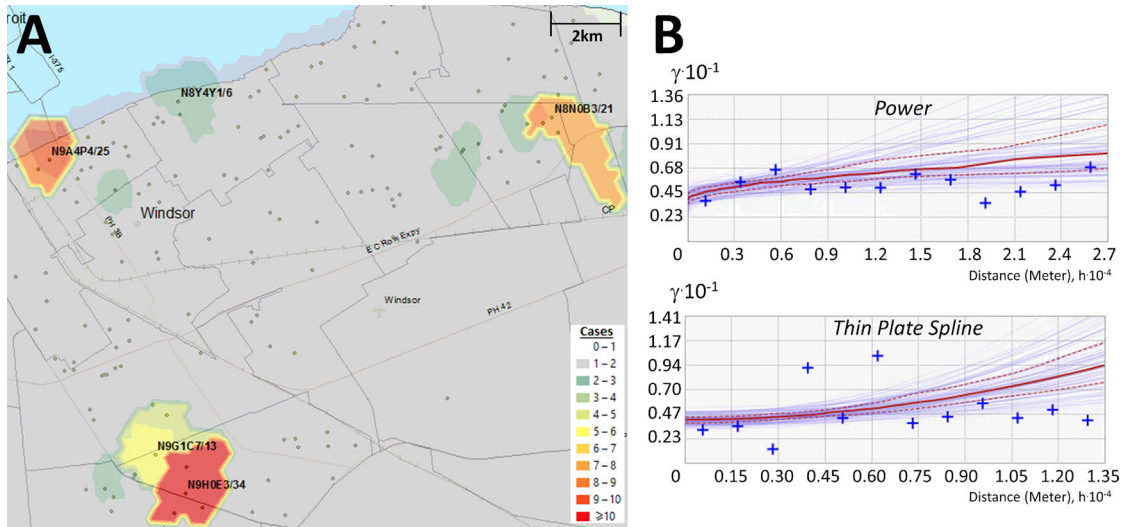 A
roit
I-375
77.1
2km
N8Y4Y1/6
N8N0B3/21
N9A4P4/25
Windsor
PH 3B
CP
E C Row Expy
Windsor
PH 42
N9G1C7/13
N9H0E3/34
Cases
0 – 1
1 – 2
2 – 3
3 – 4
4 – 5
5 – 6
6 – 7
7 – 8
8 – 9
9 – 10
⩾10
B
γ·10⁻¹
Power
1.36
1.13
0.91
0.68
0.45
0.23
0 0.3 0.6 0.9 1.2 1.5 1.8 2.1 2.4 2.7
Distance (Meter), h·10⁻⁴
γ·10⁻¹
Thin Plate Spline
1.41
1.17
0.94
0.70
0.47
0.23
0 0.15 0.30 0.45 0.60 0.75 0.90 1.05 1.20 1.35
Distance (Meter), h·10⁻⁴